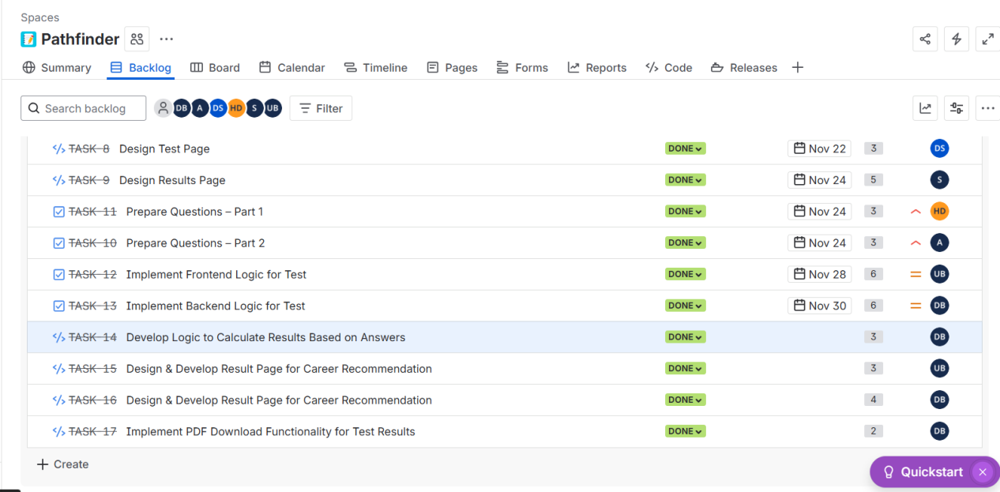 Spaces
Pathfinder
Summary Backlog Board Calendar Timeline Pages Forms Reports Code Releases
Search backlog DB A DS HD S UB Filter
TASK-8 Design Test Page DONE Nov 22 3 DS
TASK-9 Design Results Page DONE Nov 24 5 S
TASK-11 Prepare Questions – Part 1 DONE Nov 24 3 HD
TASK-10 Prepare Questions – Part 2 DONE Nov 24 3 A
TASK-12 Implement Frontend Logic for Test DONE Nov 28 6 UB
TASK-13 Implement Backend Logic for Test DONE Nov 30 6 DB
TASK-14 Develop Logic to Calculate Results Based on Answers DONE 3 DB
TASK-15 Design & Develop Result Page for Career Recommendation DONE 3 UB
TASK-16 Design & Develop Result Page for Career Recommendation DONE 4 DB
TASK-17 Implement PDF Download Functionality for Test Results DONE 2 DB
Create
Quickstart